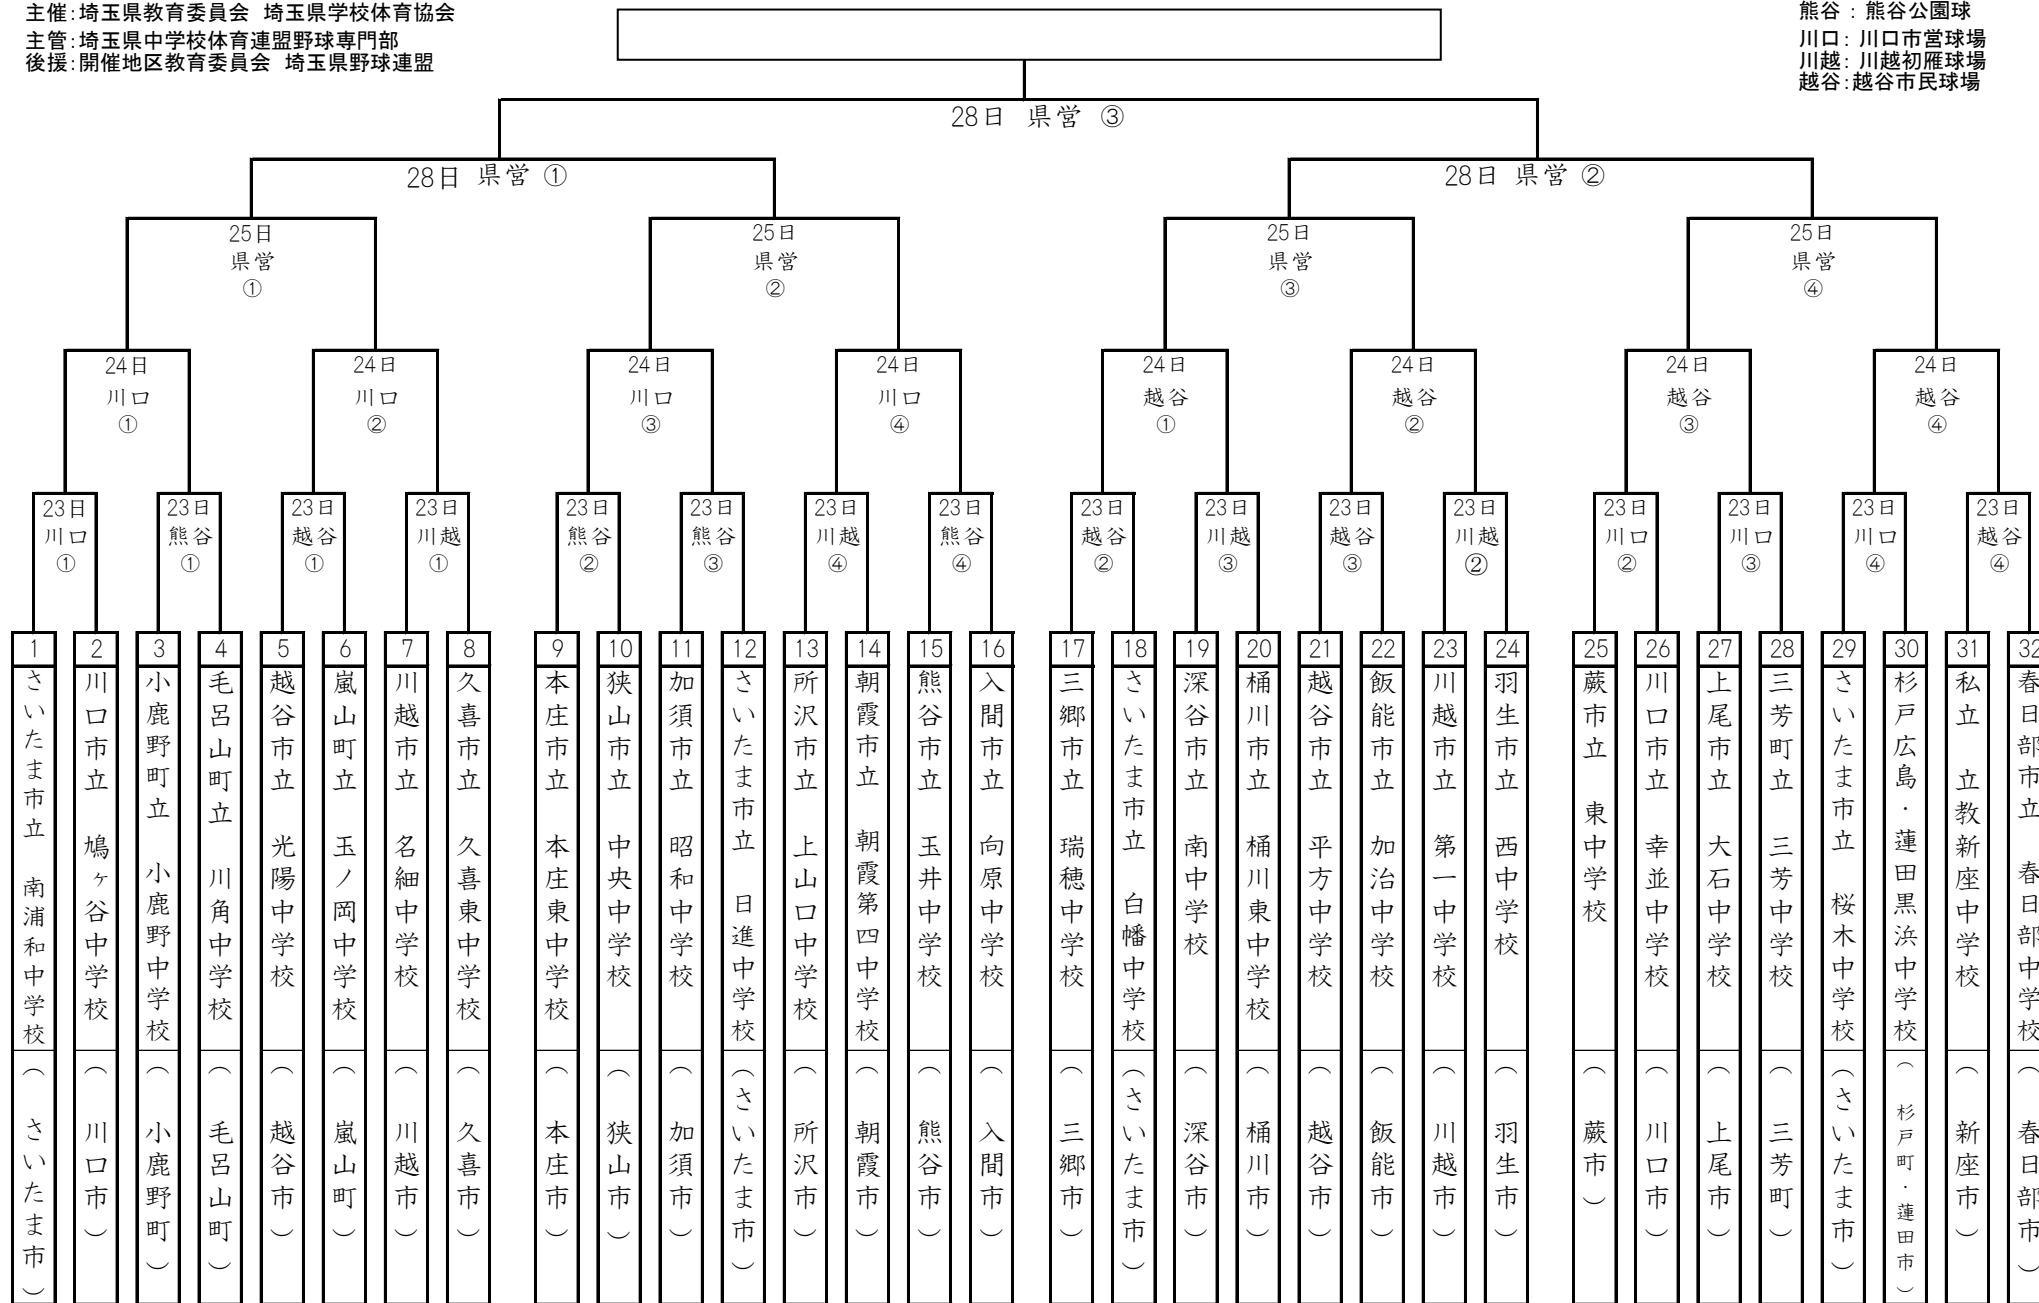 主催:埼玉県教育委員会 埼玉県学校体育協会
主管:埼玉県中学校体育連盟野球専門部
後援:開催地区教育委員会 埼玉県野球連盟
熊谷：熊谷公園球
川口：川口市営球場
川越：川越初雁球場
越谷:越谷市民球場
28日 県営 ③
28日 県営 ①
28日 県営 ②
25日 県営 ①
25日 県営 ②
25日 県営 ③
25日 県営 ④
24日 川口 ①
24日 川口 ②
24日 川口 ③
24日 川口 ④
24日 越谷 ①
24日 越谷 ②
24日 越谷 ③
24日 越谷 ④
23日 川口 ①
23日 熊谷 ①
23日 越谷 ①
23日 川越 ①
23日 熊谷 ②
23日 熊谷 ③
23日 川越 ④
23日 熊谷 ④
23日 越谷 ②
23日 川越 ③
23日 越谷 ③
23日 川越 ②
23日 川口 ②
23日 川口 ③
23日 川口 ④
23日 越谷 ④
1 さいたま市立 南浦和中学校 （さいたま市）
2 川口市立 鳩ヶ谷中学校 （川口市）
3 小鹿野町立 小鹿野中学校 （小鹿野町）
4 毛呂山町立 川角中学校 （毛呂山町）
5 越谷市立 光陽中学校 （越谷市）
6 嵐山町立 玉ノ岡中学校 （嵐山町）
7 川越市立 名細中学校 （川越市）
8 久喜市立 久喜東中学校 （久喜市）
9 本庄市立 本庄東中学校 （本庄市）
10 狭山市立 中央中学校 （狭山市）
11 加須市立 昭和中学校 （加須市）
12 さいたま市立 日進中学校 （さいたま市）
13 所沢市立 上山口中学校 （所沢市）
14 朝霞市立 朝霞第四中学校 （朝霞市）
15 熊谷市立 玉井中学校 （熊谷市）
16 入間市立 向原中学校 （入間市）
17 三郷市立 瑞穂中学校 （三郷市）
18 さいたま市立 白幡中学校 （さいたま市）
19 深谷市立 南中学校 （深谷市）
20 桶川市立 桶川東中学校 （桶川市）
21 越谷市立 平方中学校 （越谷市）
22 飯能市立 加治中学校 （飯能市）
23 川越市立 第一中学校 （川越市）
24 羽生市立 西中学校 （羽生市）
25 蕨市立 東中学校 （蕨市）
26 川口市立 幸並中学校 （川口市）
27 上尾市立 大石中学校 （上尾市）
28 三芳町立 三芳中学校 （三芳町）
29 さいたま市立 桜木中学校 （さいたま市）
30 杉戸広島・蓮田黒浜中学校 （杉戸町・蓮田市）
31 私立 立教新座中学校 （新座市）
32 春日部市立 春日部中学校 （春日部市）